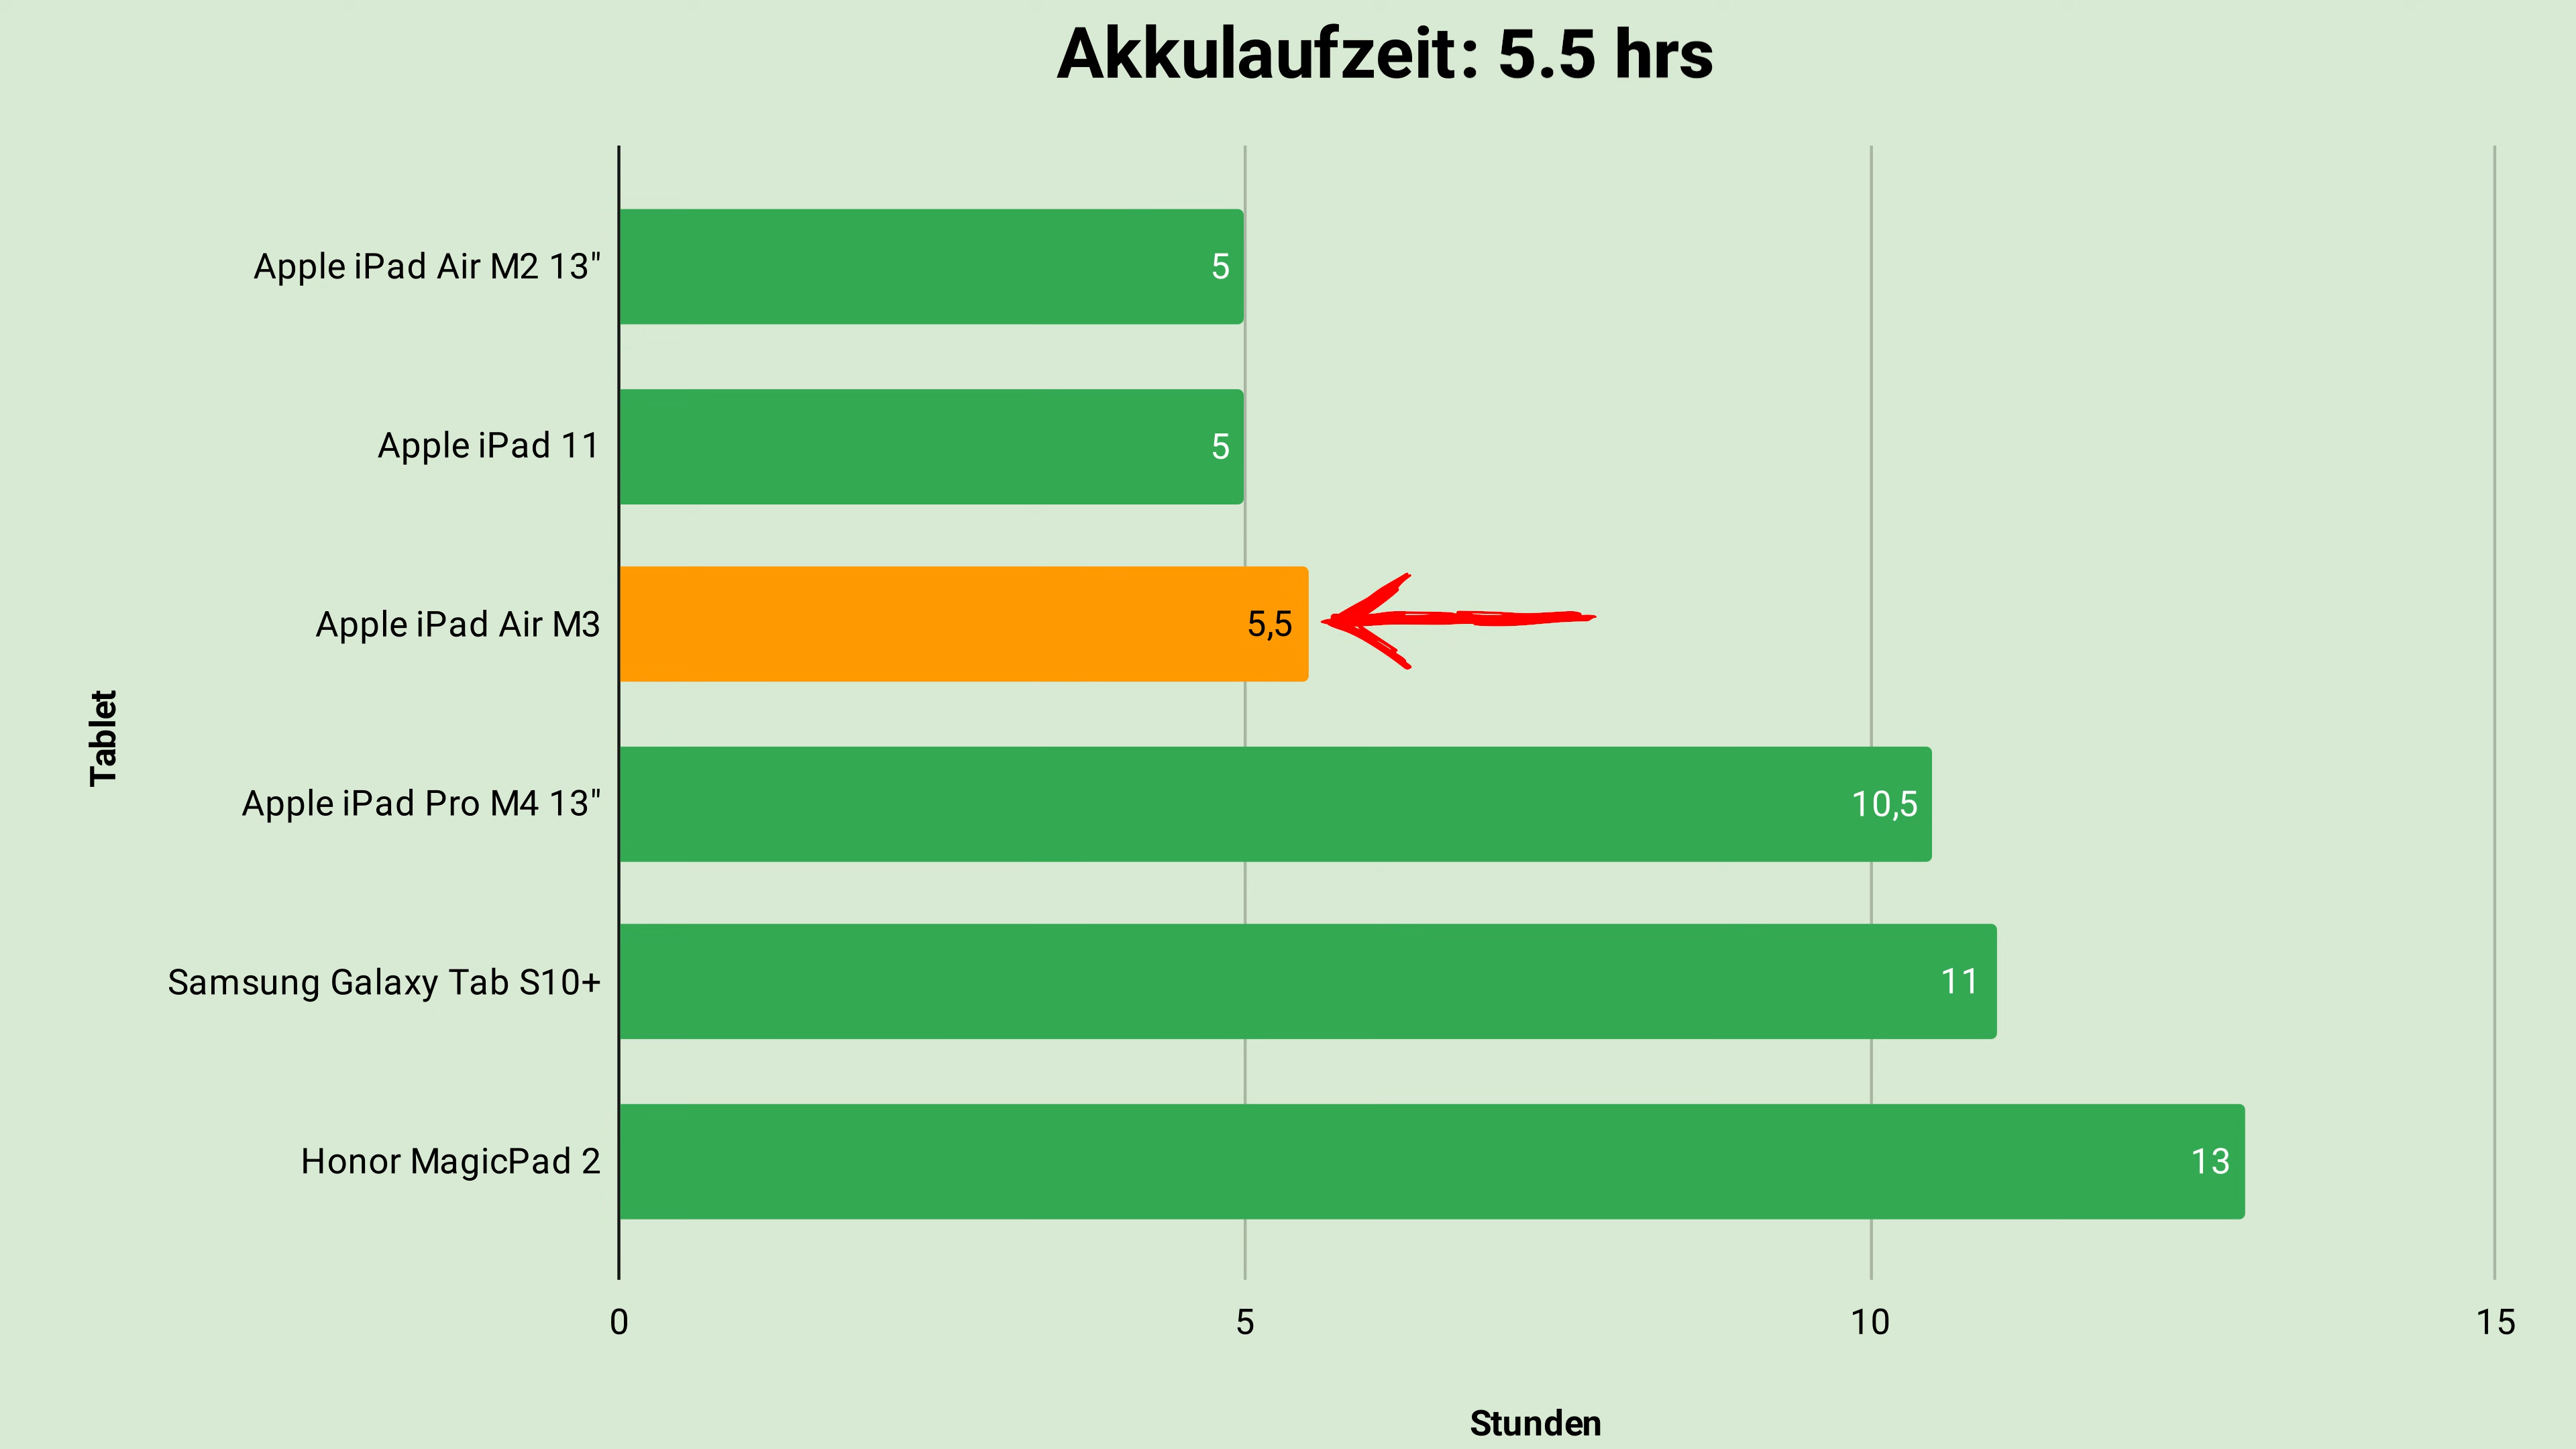 Akkulaufzeit: 5.5 hrs
Tablet
Apple iPad Air M2 13"
5
Apple iPad 11
5
Apple iPad Air M3
5,5
Apple iPad Pro M4 13"
10,5
Samsung Galaxy Tab S10+
11
Honor MagicPad 2
13
0
5
10
15
Stunden